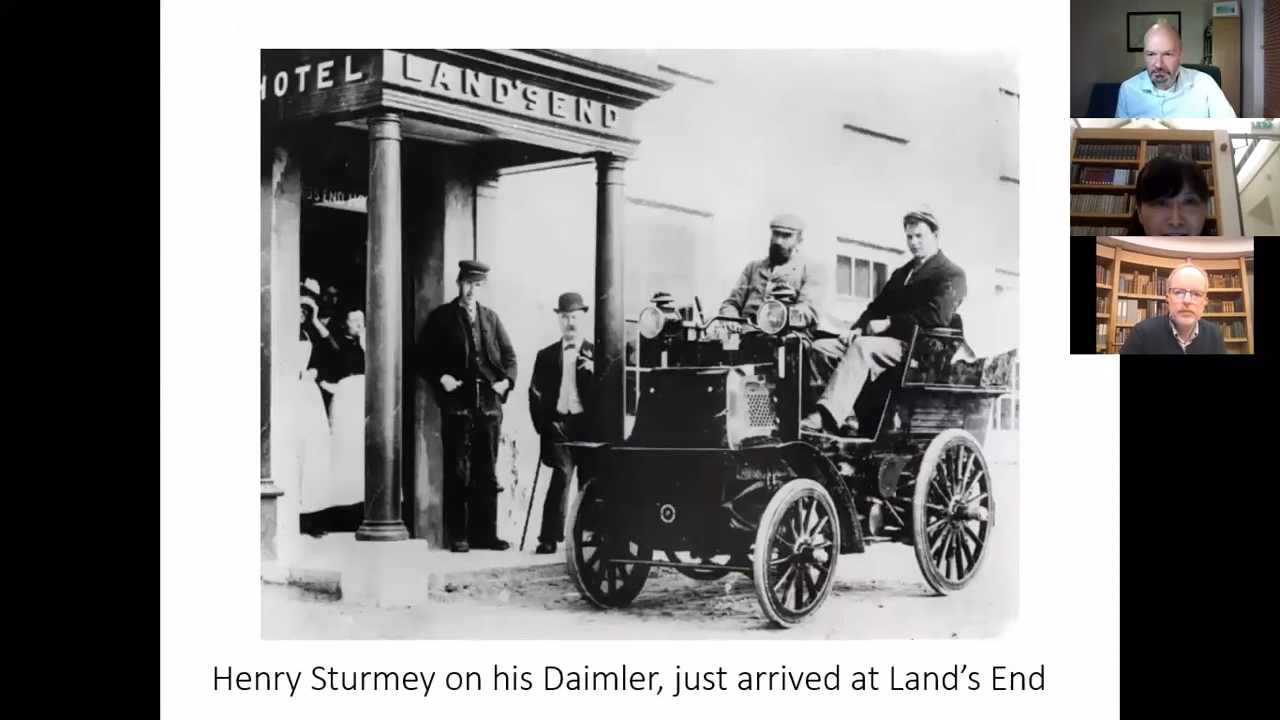 HOTEL LAND'S END
Henry Sturmey on his Daimler, just arrived at Land's End